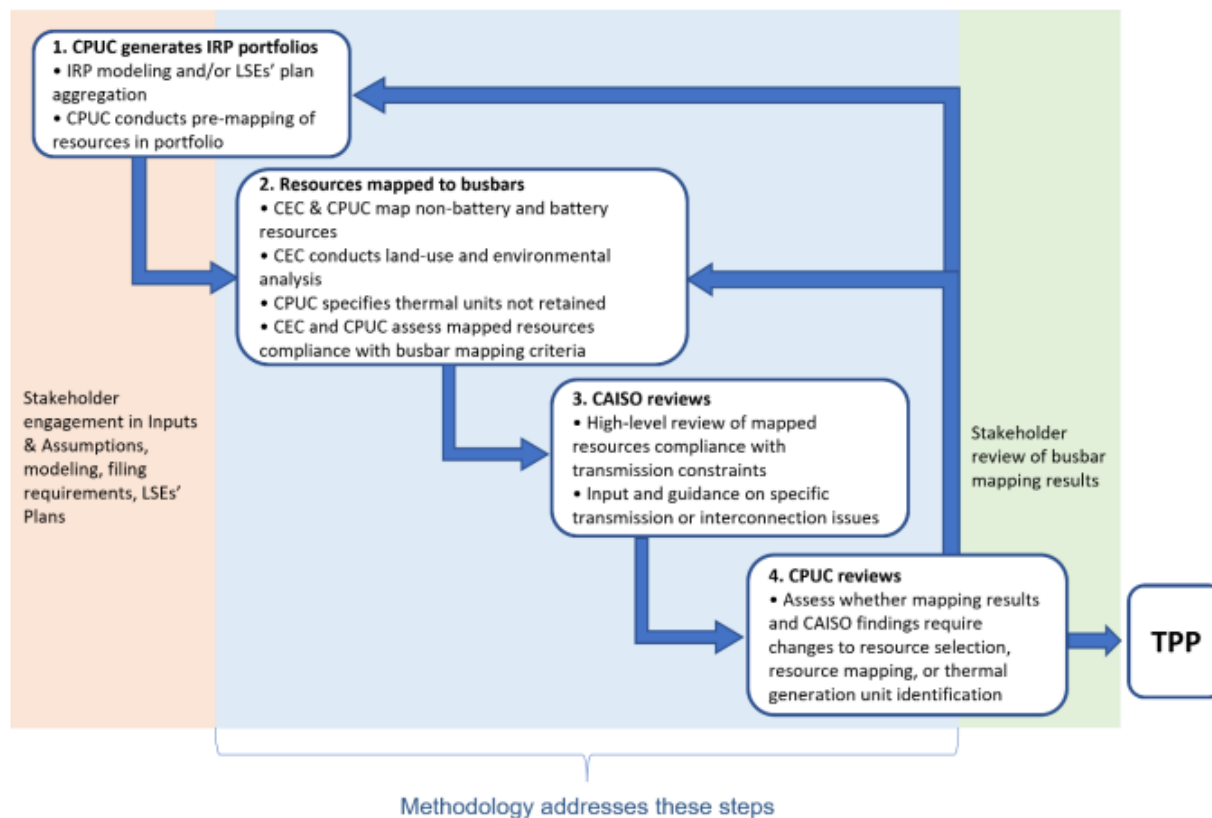 1. CPUC generates IRP portfolios
• IRP modeling and/or LSEs' plan
aggregation
• CPUC conducts pre-mapping of
resources in portfolio
2. Resources mapped to busbars
• CEC & CPUC map non-battery and battery
resources
• CEC conducts land-use and environmental
analysis
• CPUC specifies thermal units not retained
• CEC and CPUC assess mapped resources
compliance with busbar mapping criteria
Stakeholder
engagement in Inputs
& Assumptions,
modeling, filing
requirements, LSEs'
Plans
3. CAISO reviews
• High-level review of mapped
resources compliance with
transmission constraints
• Input and guidance on specific
transmission or interconnection issues
Stakeholder
review of busbar
mapping results
4. CPUC reviews
• Assess whether mapping results
and CAISO findings require
changes to resource selection,
resource mapping, or thermal
generation unit identification
TPP
Methodology addresses these steps